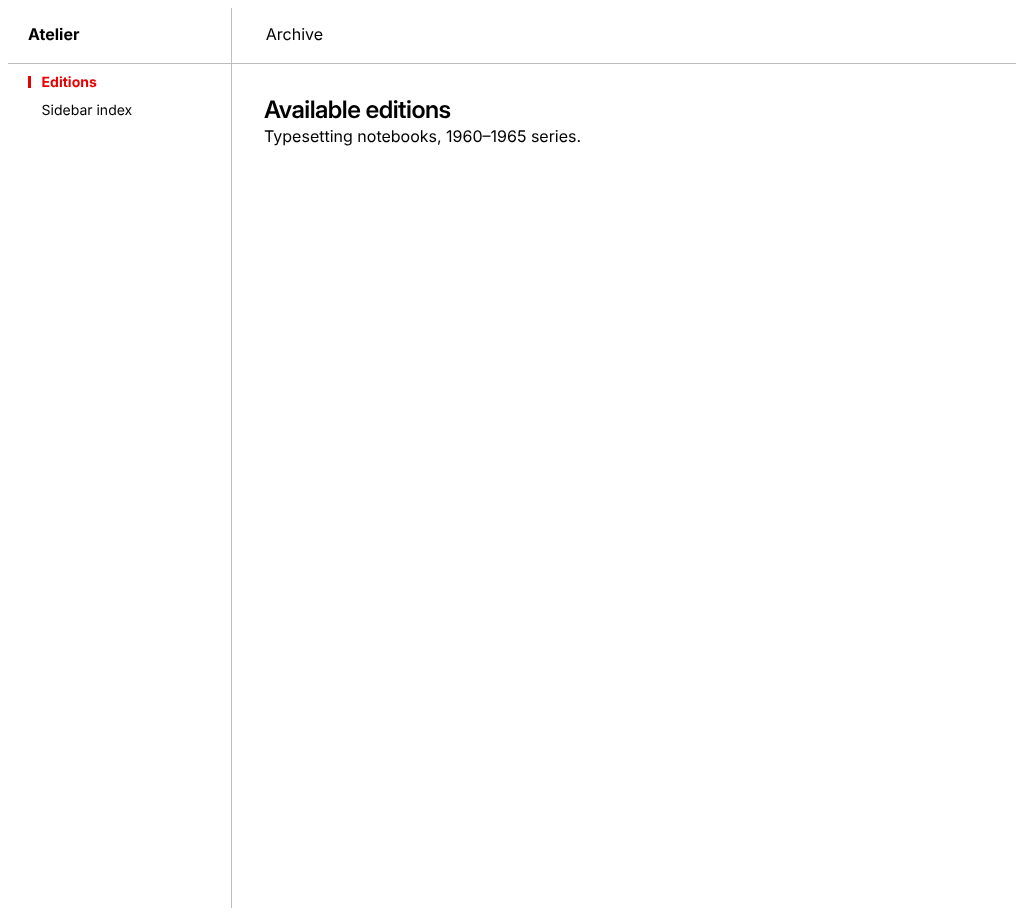 Atelier
Archive
Editions
Sidebar index
Available editions
Typesetting notebooks, 1960–1965 series.